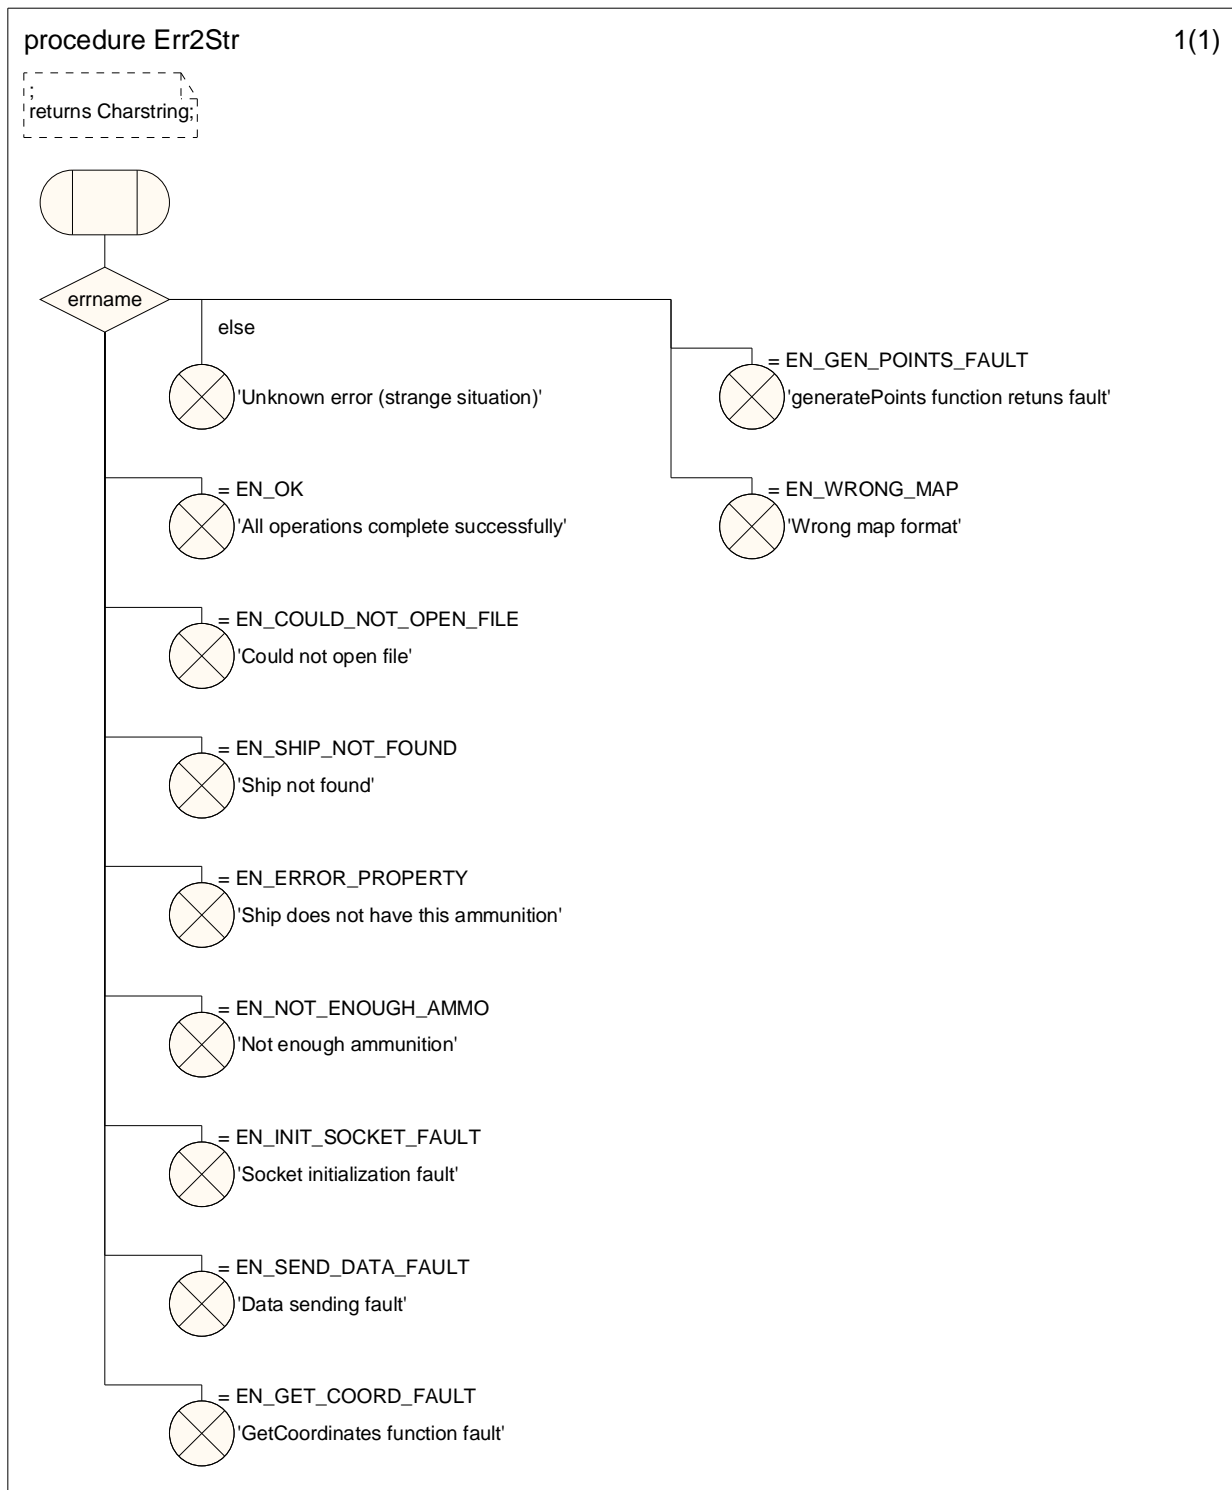 procedure Err2Str
1(1)
;
returns Charstring;
errname
else
'Unknown error (strange situation)'
= EN_GEN_POINTS_FAULT
'generatePoints function retuns fault'
= EN_OK
'All operations complete successfully'
= EN_WRONG_MAP
'Wrong map format'
= EN_COULD_NOT_OPEN_FILE
'Could not open file'
= EN_SHIP_NOT_FOUND
'Ship not found'
= EN_ERROR_PROPERTY
'Ship does not have this ammunition'
= EN_NOT_ENOUGH_AMMO
'Not enough ammunition'
= EN_INIT_SOCKET_FAULT
'Socket initialization fault'
= EN_SEND_DATA_FAULT
'Data sending fault'
= EN_GET_COORD_FAULT
'GetCoordinates function fault'